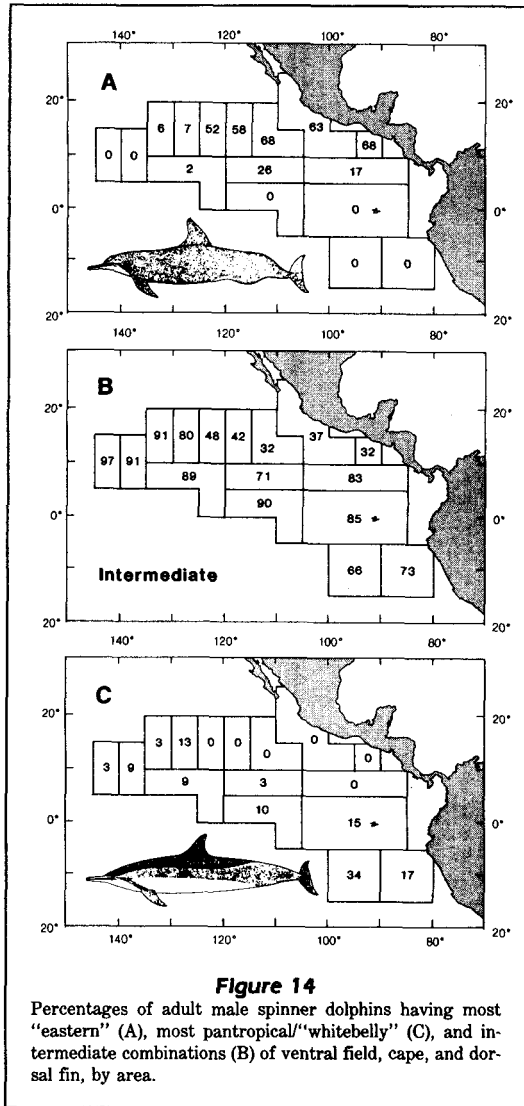 A
140° 120° 100° 80°
20° 20°
6 7 52 58 68 63 68
0 0
2 26 17
0° 0 0 0°
0 0
20° 20°
140° 120° 100° 80°
B
20° 20°
91 80 48 42 32 37 32
97 91
89 71 83
90
0° 85 0°
Intermediate 66 73
20° 20°
140° 120° 100° 80°
C
20° 20°
3 13 0 0 0 0 0
3 9
9 3 0
10
0° 15 0°
34 17
20° 20°
140° 120° 100° 80°
Figure 14
Percentages of adult male spinner dolphins having most
"eastern" (A), most pantropical/"whitebelly" (C), and in-
termediate combinations (B) of ventral field, cape, and dor-
sal fin, by area.